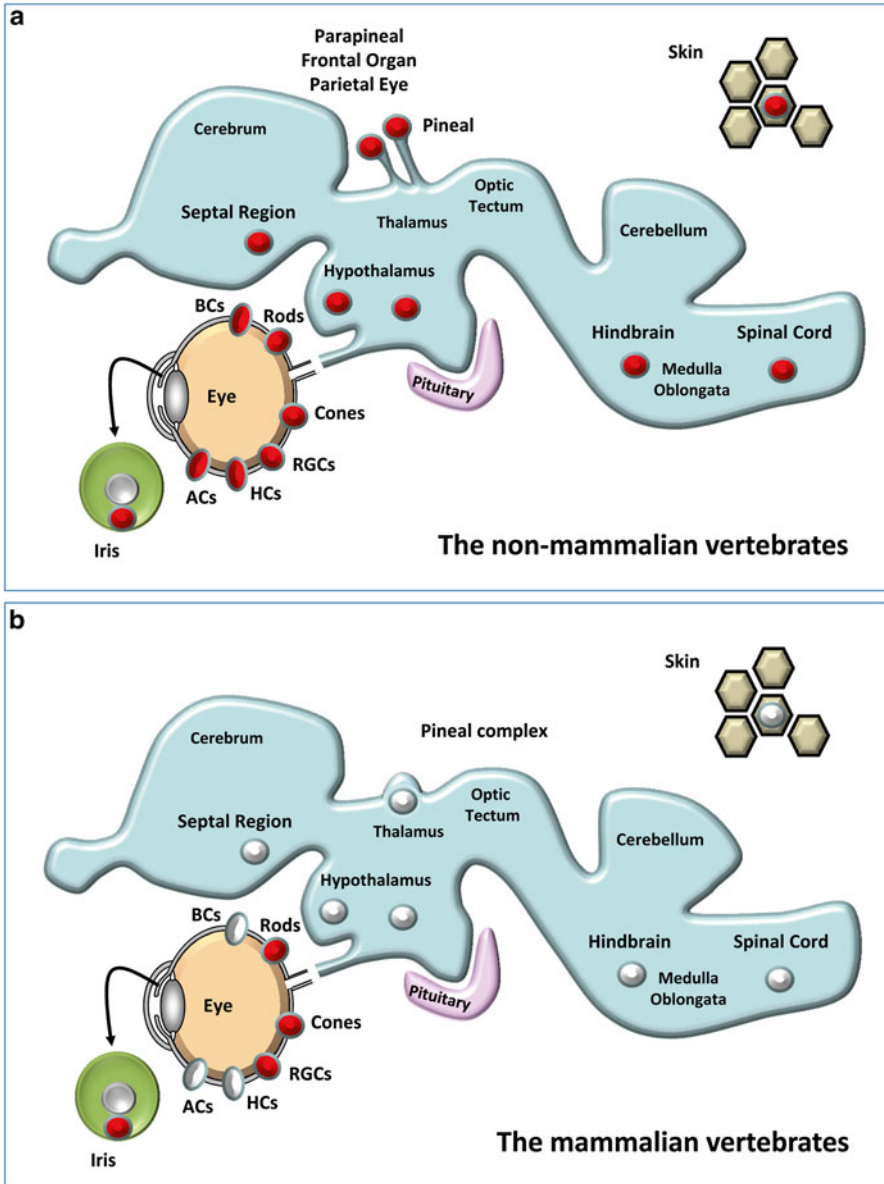 a
Parapineal
Frontal Organ
Parietal Eye
Skin
Pineal
Cerebrum
Optic
Tectum
Septal Region
Thalamus
Cerebellum
Hypothalamus
BCs
Rods
Hindbrain
Spinal Cord
Medulla
Oblongata
Pituitary
Eye
Cones
RGCs
ACs
HCs
Iris
The non-mammalian vertebrates
b
Skin
Pineal complex
Cerebrum
Optic
Tectum
Septal Region
Thalamus
Cerebellum
Hypothalamus
BCs
Rods
Hindbrain
Spinal Cord
Medulla
Oblongata
Pituitary
Eye
Cones
RGCs
ACs
HCs
Iris
The mammalian vertebrates